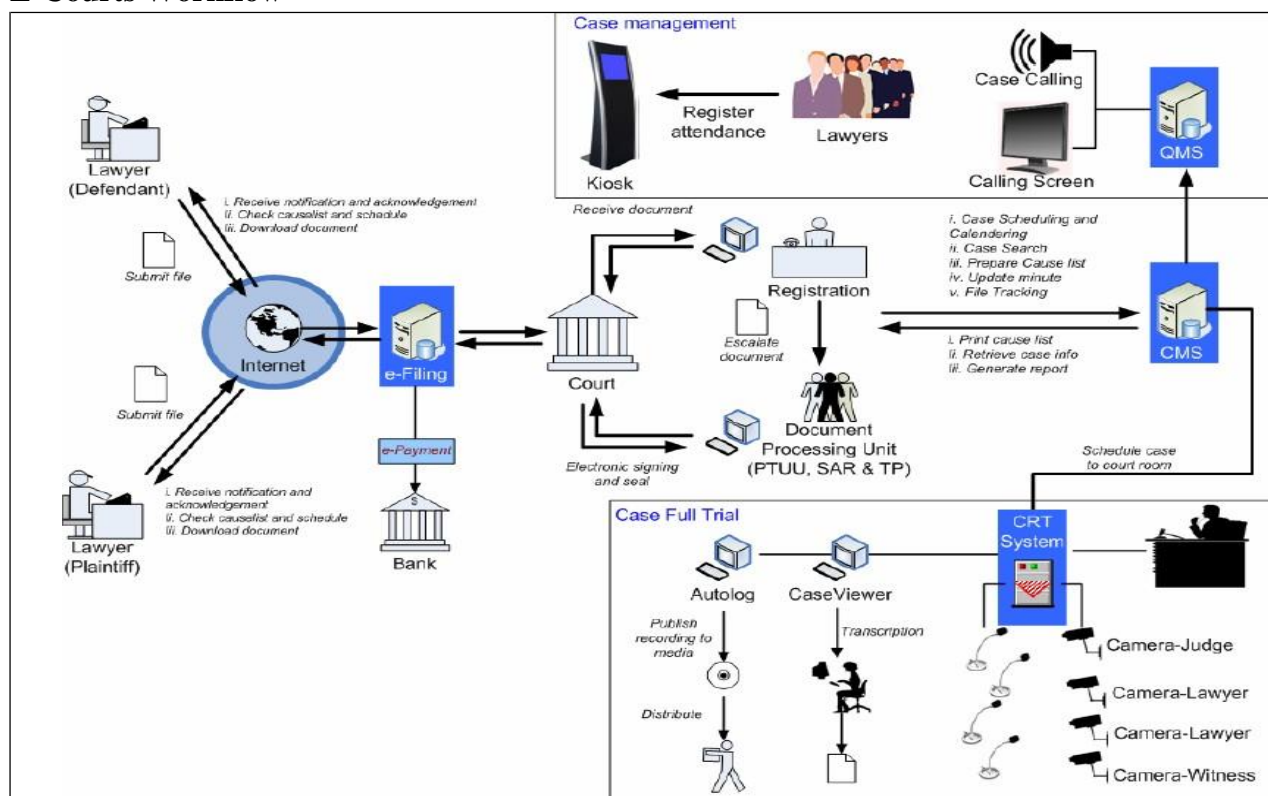 Case management
Register
attendance
Lawyers
Kiosk
Case Calling
Calling Screen
QMS
Lawyer
(Defendant)
i. Receive notification and acknowledgement
ii. Check causelist and schedule
iii. Download document
Submit file
Internet
Submit file
i. Receive notification and
acknowledgement
ii. Check causelist and schedule
iii. Download document
Lawyer
(Plaintiff)
e-Filing
e-Payment
S
Bank
Receive document
Court
Registration
Escalate
document
Document
Processing Unit
(PTUU, SAR & TP)
Electronic signing
and seal
i. Case Scheduling and
Calendering
ii. Case Search
iii. Prepare Cause list
iv. Update minute
v. File Tracking
i. Print cause list
ii. Retrieve case info
iii. Generate report
CMS
Schedule case
to court room
Case Full Trial
CRT
System
Autolog
CaseViewer
Publish
recording to
media
Transcription
Distribute
Camera-Judge
Camera-Lawyer
Camera-Lawyer
Camera-Witness